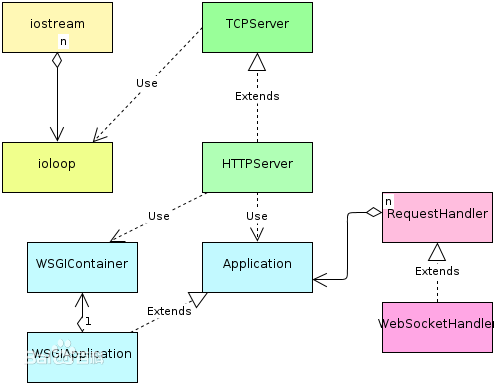 iostream
n
TCPServer
Use
Extends
ioloop
HTTPServer
Use
Use
n
RequestHandler
WSGIContainer
Application
Extends
Extends
1
WSGIApplication
WebSocketHandler